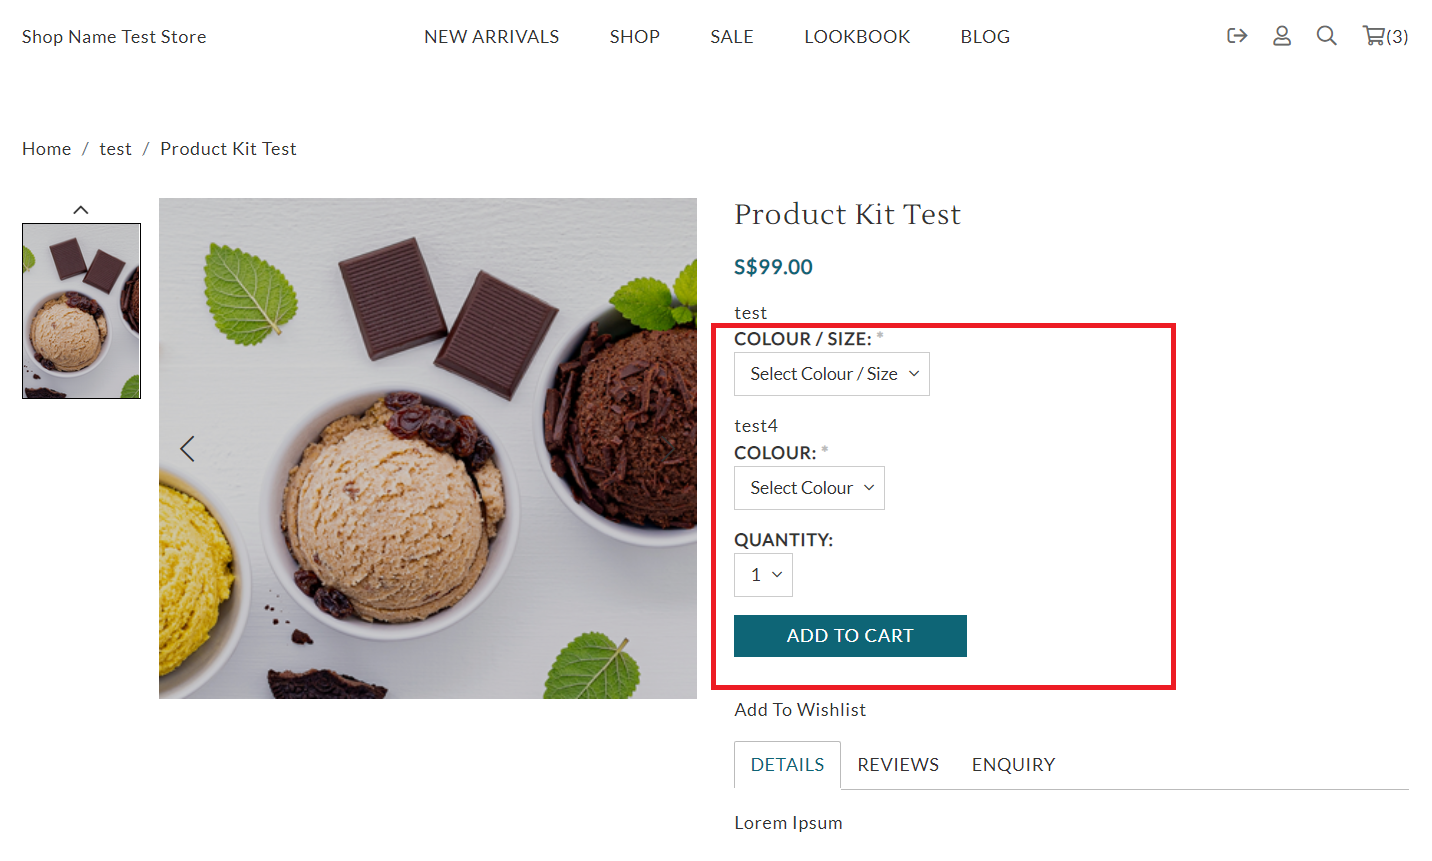 Shop Name Test Store
NEW ARRIVALS SHOP SALE LOOKBOOK BLOG
(3)
Home / test / Product Kit Test
Product Kit Test
S$99.00
test
COLOUR / SIZE: *
Select Colour / Size
test4
COLOUR: *
Select Colour
QUANTITY:
1
ADD TO CART
Add To Wishlist
DETAILS REVIEWS ENQUIRY
Lorem Ipsum